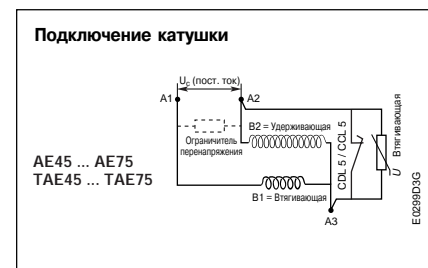 Подключение катушки
Uc (пост. ток)
A1
A2
B2 = Удерживающая
Ограничитель
перенапряжения
AE45 ... AE75
TAE45 ... TAE75
B1 = Втягивающая
A3
CDL 5 / CCL 5
U Втягивающая
E0299D3G